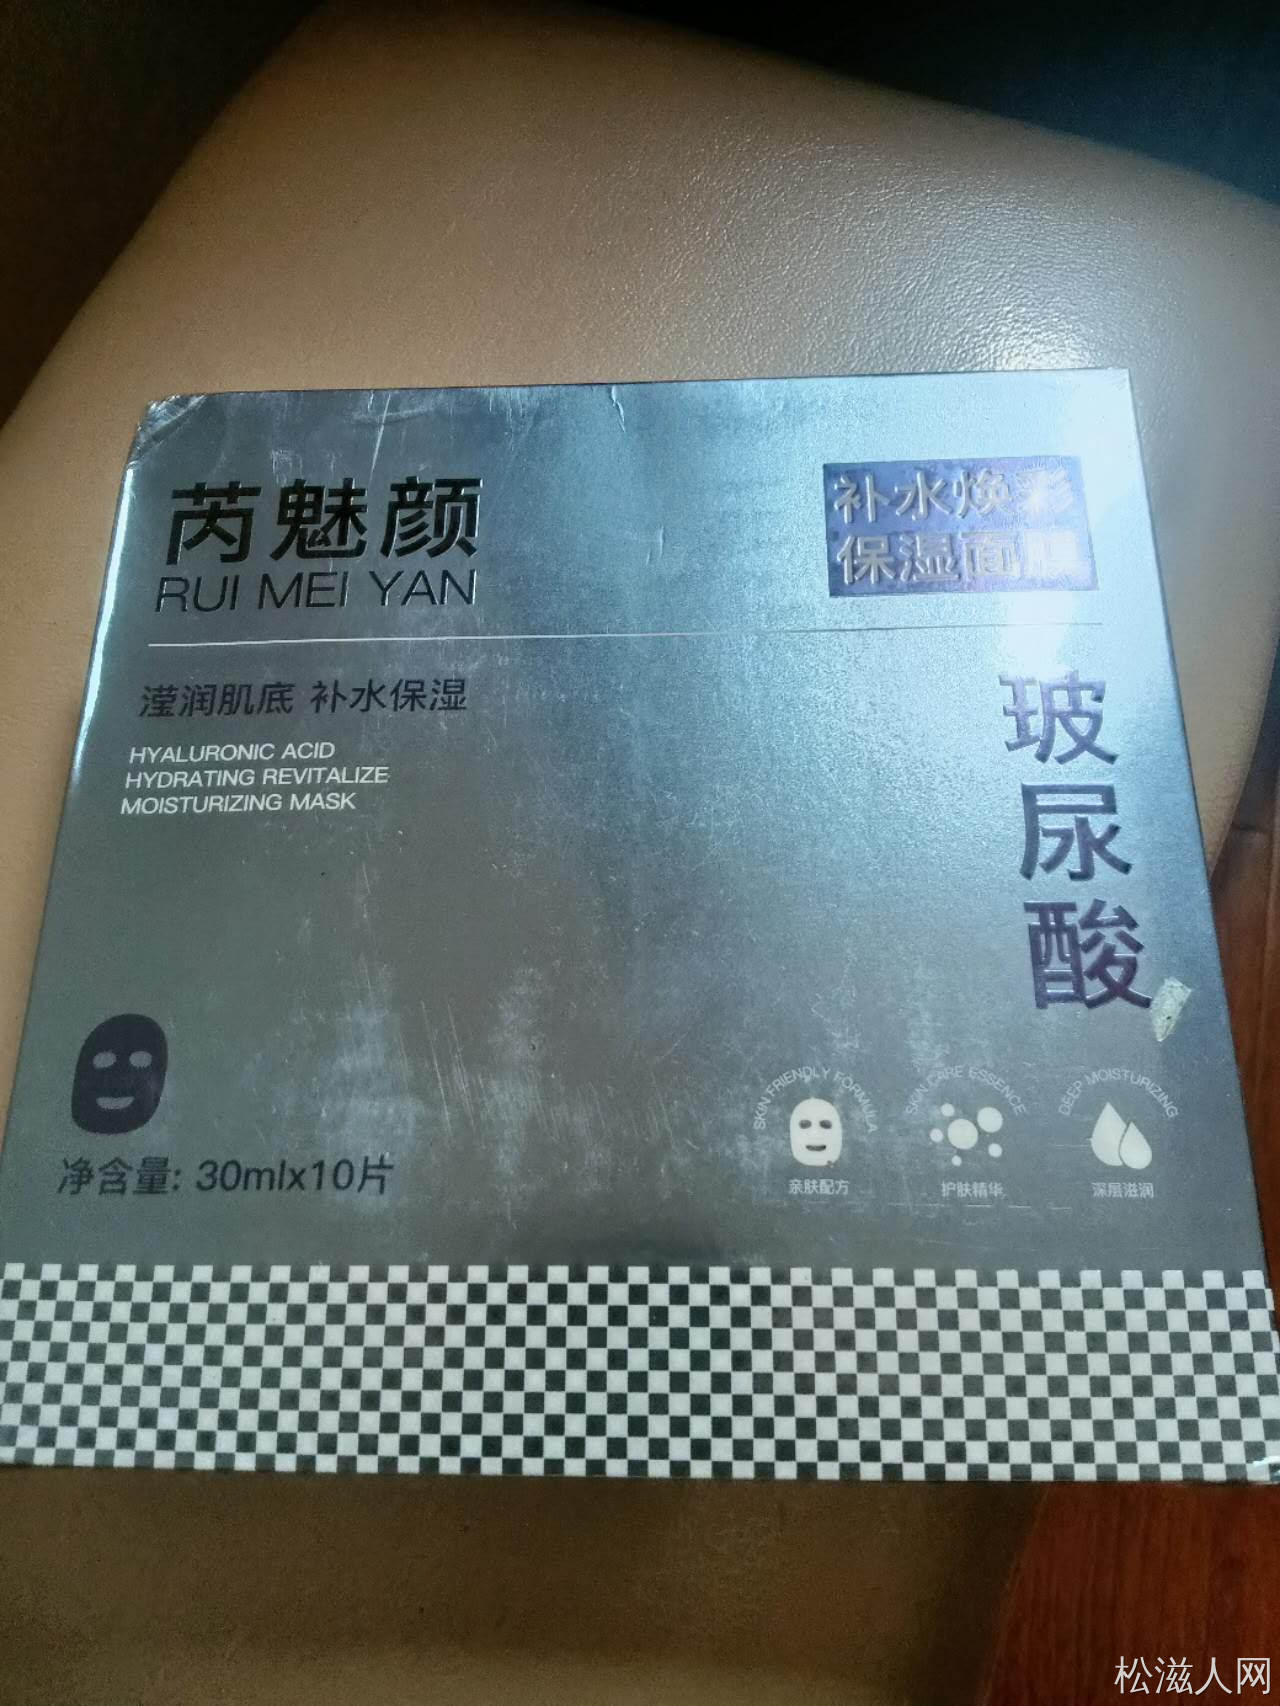 芮魅颜
RUI MEI YAN
补水焕彩
保湿面膜
滢润肌底 补水保湿
HYALURONIC ACID
HYDRATING REVITALIZE
MOISTURIZING MASK
玻尿酸
净含量: 30mlx10片
SKIN FRIENDLY FORMULA
亲肤配方
SKIN CARE ESSENCE
护肤精华
DEEP MOISTURIZING
深层滋润
松滋人网